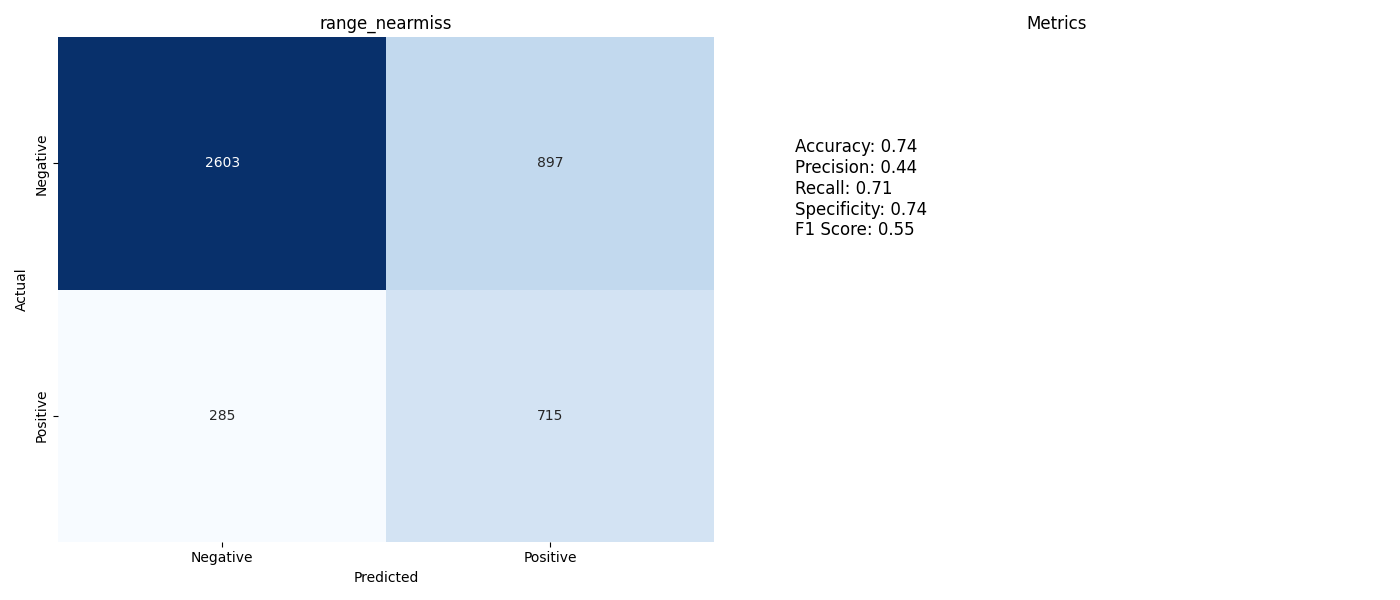 range_nearmiss
Metrics
Negative
2603
897
Accuracy: 0.74
Precision: 0.44
Recall: 0.71
Specificity: 0.74
F1 Score: 0.55
Actual
Positive
285
715
Negative
Positive
Predicted